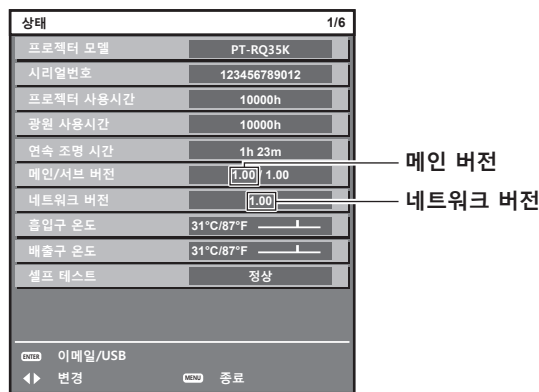 상태 1/6
프로젝터 모델 PT-RQ35K
시리얼번호 123456789012
프로젝터 사용시간 10000h
광원 사용시간 10000h
연속 조명 시간 1h 23m
메인/서브 버전 1.00 / 1.00
메인 버전
네트워크 버전 1.00
네트워크 버전
흡입구 온도 31°C/87°F
배출구 온도 31°C/87°F
셀프 테스트 정상
ENTER 이메일/USB
변경 MENU 종료